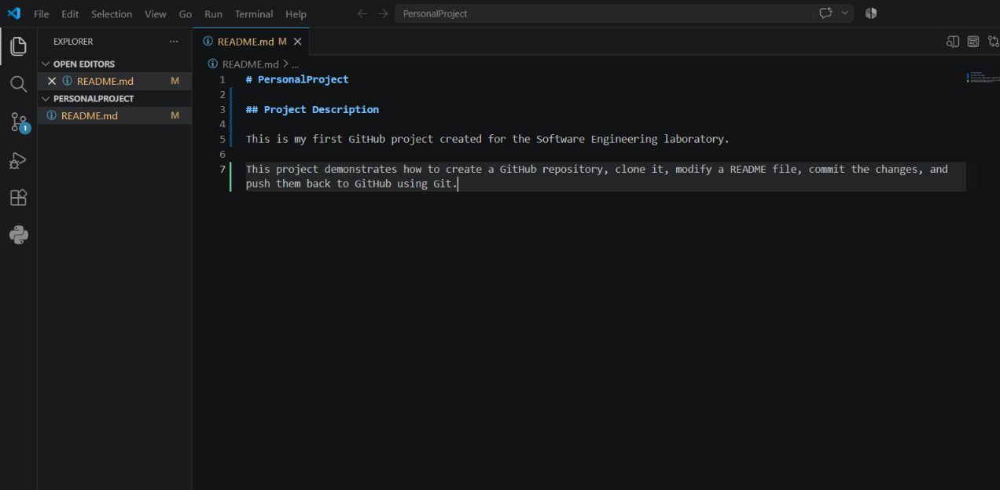 File Edit Selection View Go Run Terminal Help PersonalProject
EXPLORER ...
README.md M
OPEN EDITORS
README.md M
PERSONALPROJECT
README.md M
1
README.md > ...
1 # PersonalProject
2
3 ## Project Description
4
5 This is my first GitHub project created for the Software Engineering laboratory.
6
7 This project demonstrates how to create a GitHub repository, clone it, modify a README file, commit the changes, and
push them back to GitHub using Git.